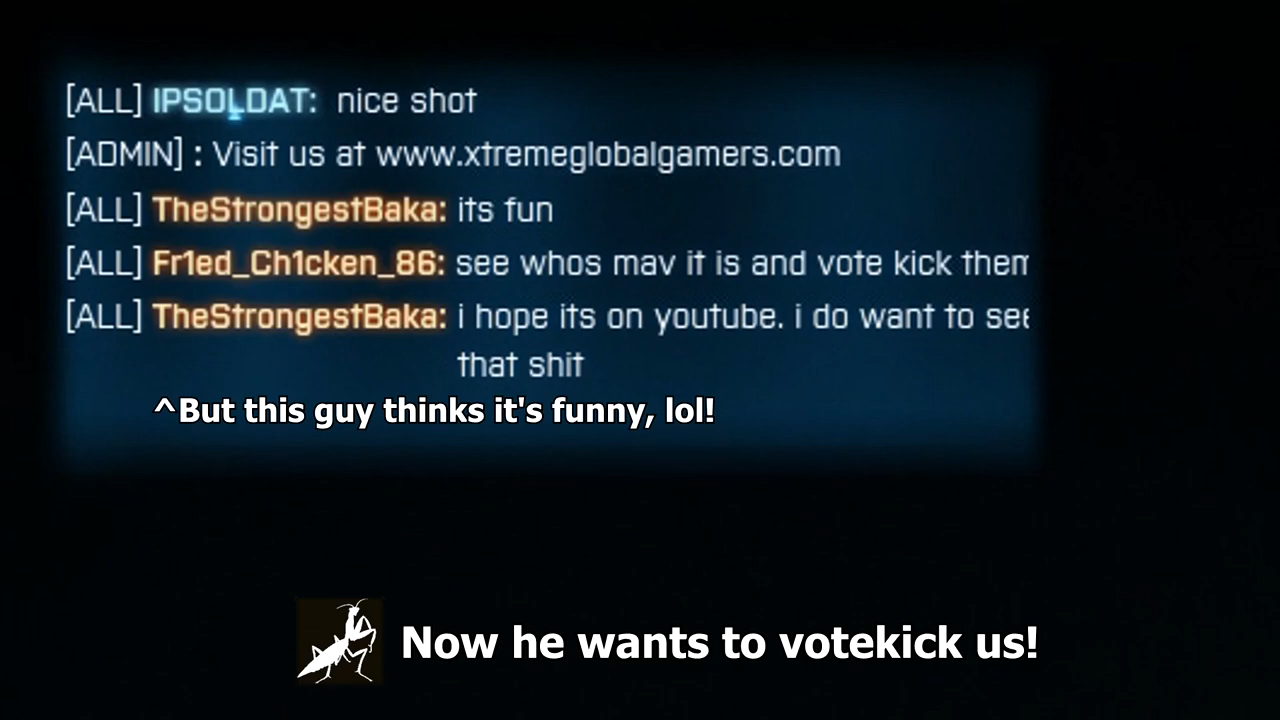 [ALL] IPSOLDAT: nice shot
[ADMIN] : Visit us at www.xtremeglobalgamers.com
[ALL] TheStrongestBaka: its fun
[ALL] Fr1ed_Ch1cken_86: see whos mav it is and vote kick them
[ALL] TheStrongestBaka: i hope its on youtube. i do want to see
that shit
^But this guy thinks it's funny, lol!
Now he wants to votekick us!